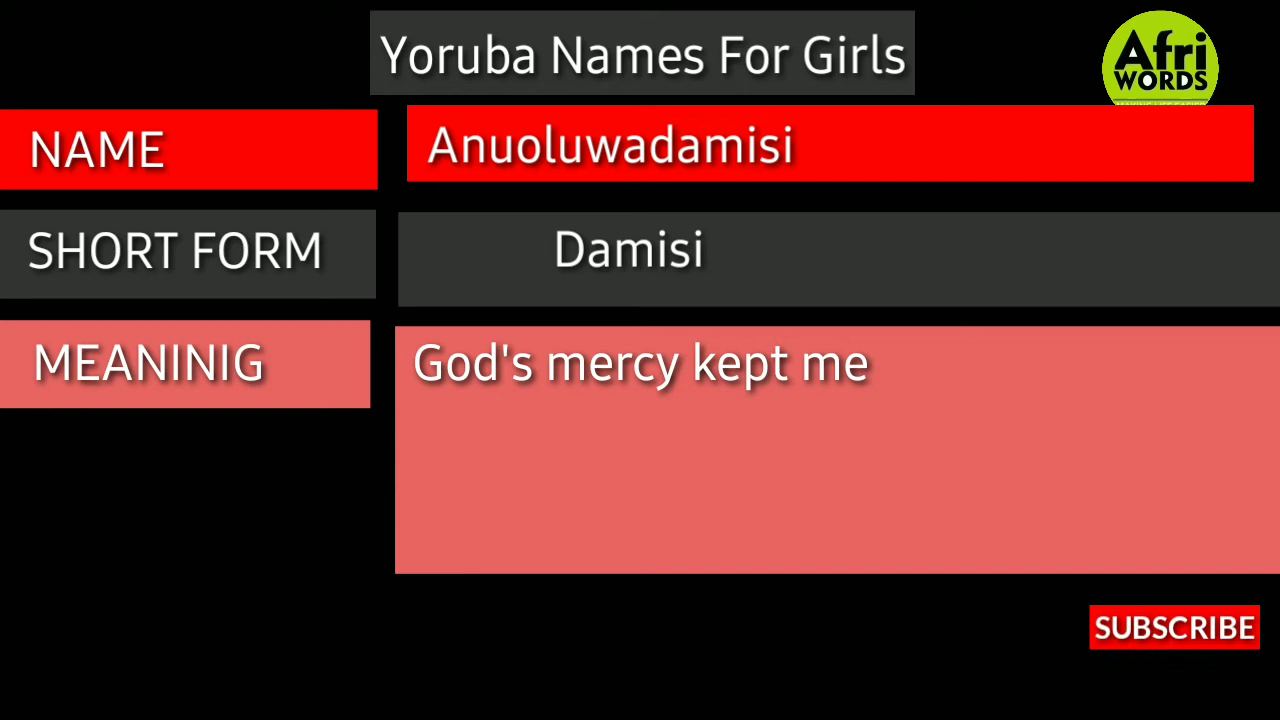 Yoruba Names For Girls
Afri
WORDS
NAME
Anuoluwadamisi
SHORT FORM
Damisi
MEANINIG
God's mercy kept me
SUBSCRIBE